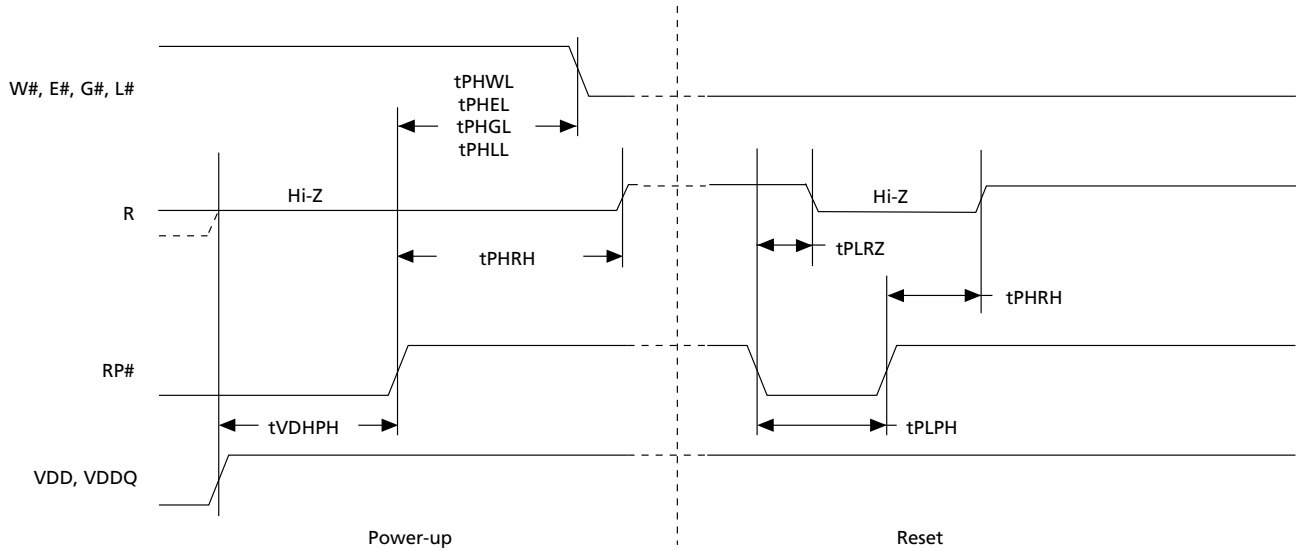 W#, E#, G#, L#
tPHWL
tPHEL
tPHGL
tPHLL
R
Hi-Z
Hi-Z
tPHRH
tPLRZ
tPHRH
RP#
tVDHPH
tPLPH
VDD, VDDQ
Power-up
Reset